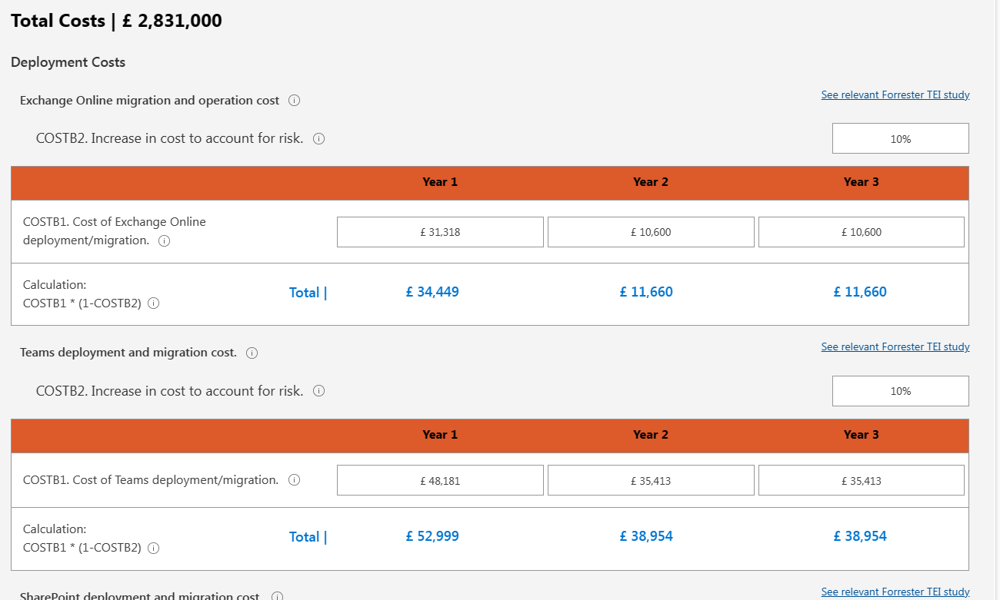 Total Costs | £ 2,831,000
Deployment Costs
Exchange Online migration and operation cost
See relevant Forrester TEI study
COSTB2. Increase in cost to account for risk.
10%
Year 1 Year 2 Year 3
COSTB1. Cost of Exchange Online
deployment/migration.
£ 31,318 £ 10,600 £ 10,600
Calculation:
COSTB1 * (1-COSTB2)
Total | £ 34,449 £ 11,660 £ 11,660
Teams deployment and migration cost.
See relevant Forrester TEI study
COSTB2. Increase in cost to account for risk.
10%
Year 1 Year 2 Year 3
COSTB1. Cost of Teams deployment/migration.
£ 48,181 £ 35,413 £ 35,413
Calculation:
COSTB1 * (1-COSTB2)
Total | £ 52,999 £ 38,954 £ 38,954
SharePoint deployment and migration cost
See relevant Forrester TEI study